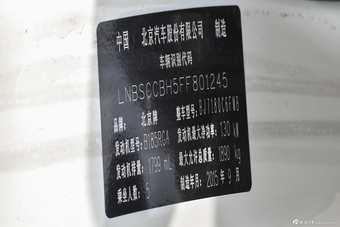 中国 北京汽车股份有限公司 制造
车辆识别代码
LNBSCCBH5FF801245
品牌: 北京牌 整车型号: BJ7180C6FMB
发动机型号: B185RGA 发动机最大净功率: 130 kW
发动机排量: 1799 mL 最大允许总质量: 1890 kg
乘坐人数: 5 制造年月: 2015 年 9 月